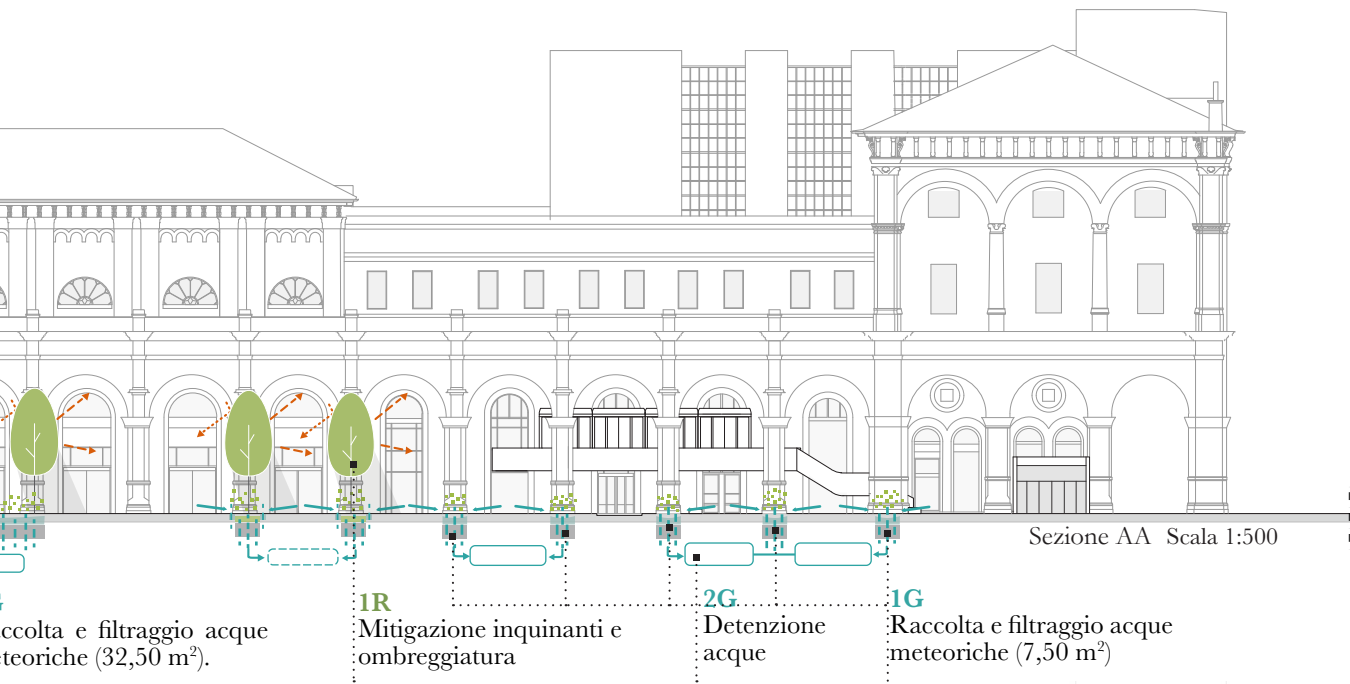 Sezione AA Scala 1:500
G
ccolta e filtraggio acque
eteoriche (32,50 m²).
1R
Mitigazione inquinanti e
ombreggiatura
2G
Detenzione
acque
1G
Raccolta e filtraggio acque
meteoriche (7,50 m²)